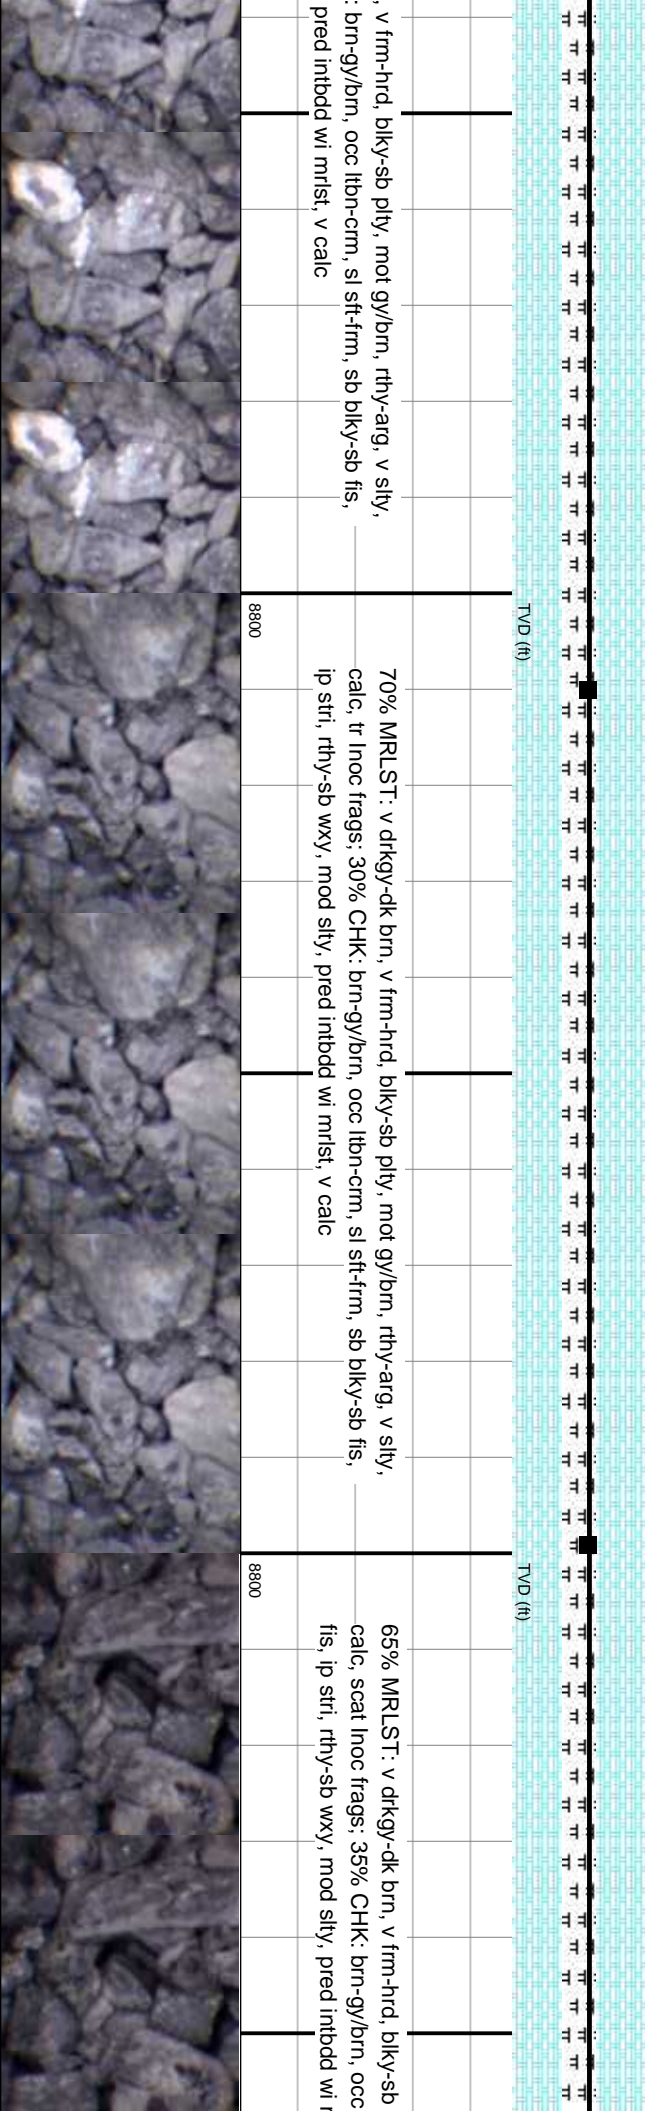 , v frm-hrd, blky-sb plty, mot gy/brn, rthy-arg, v slty,
: brn-gy/brn, occ ltbn-crm, sl sft-frm, sb blky-sb fis,
pred intbdd wi mrlst, v calc
TVD (ft)
8800
70% MRLST: v drkgy-dk brn, v frm-hrd, blky-sb plty, mot gy/brn, rthy-arg, v slty,
calc, tr Inoc frags; 30% CHK: brn-gy/brn, occ ltbn-crm, sl sft-frm, sb blky-sb fis,
ip stri, rthy-sb wxy, mod slty, pred intbdd wi mrlst, v calc
TVD (ft)
8800
65% MRLST: v drkgy-dk brn, v frm-hrd, blky-sb
calc, scat Inoc frags; 35% CHK: brn-gy/brn, occ
fis, ip stri, rthy-sb wxy, mod slty, pred intbdd wi